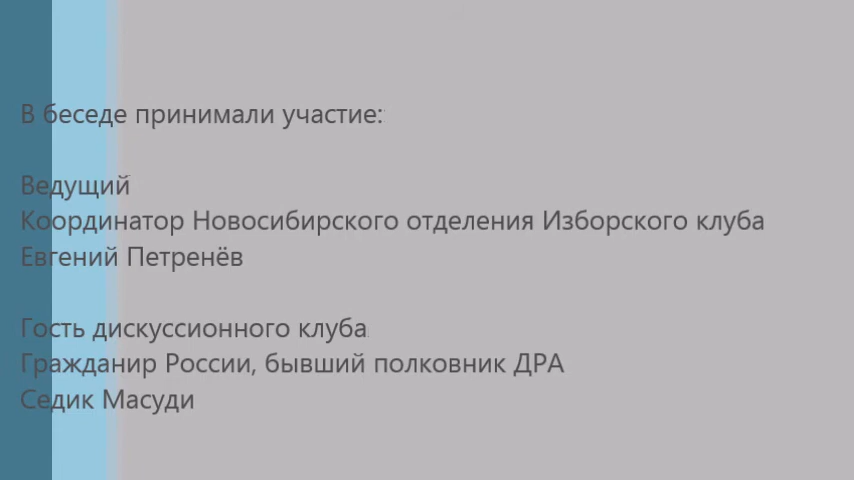 В беседе принимали участие:
Ведущий
Координатор Новосибирского отделения Изборского клуба
Евгений Петренёв
Гость дискуссионного клуба
Гражданир России, бывший полковник ДРА
Седик Масуди